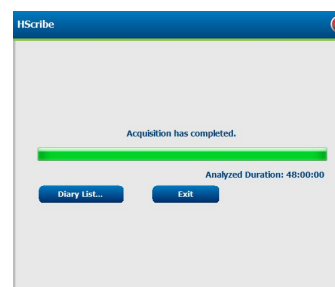 HScribe
Acquisition has completed.
Analyzed Duration: 48:00:00
Diary List...
Exit